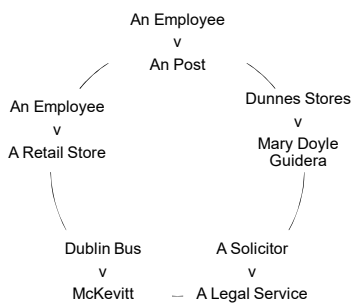 An Employee
v
An Post
Dunnes Stores
v
Mary Doyle
Guidera
A Solicitor
v
A Legal Service
Dublin Bus
v
McKevitt
An Employee
v
A Retail Store